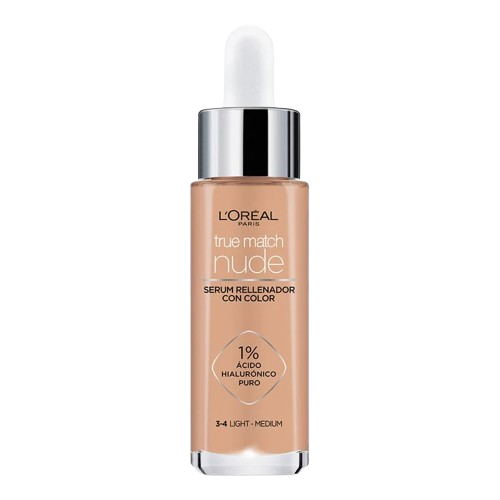 L'ORÉAL
PARIS
true match
nude
SERUM RELLENADOR
CON COLOR
1%
ÁCIDO
HIALURÓNICO
PURO
3-4 LIGHT - MEDIUM